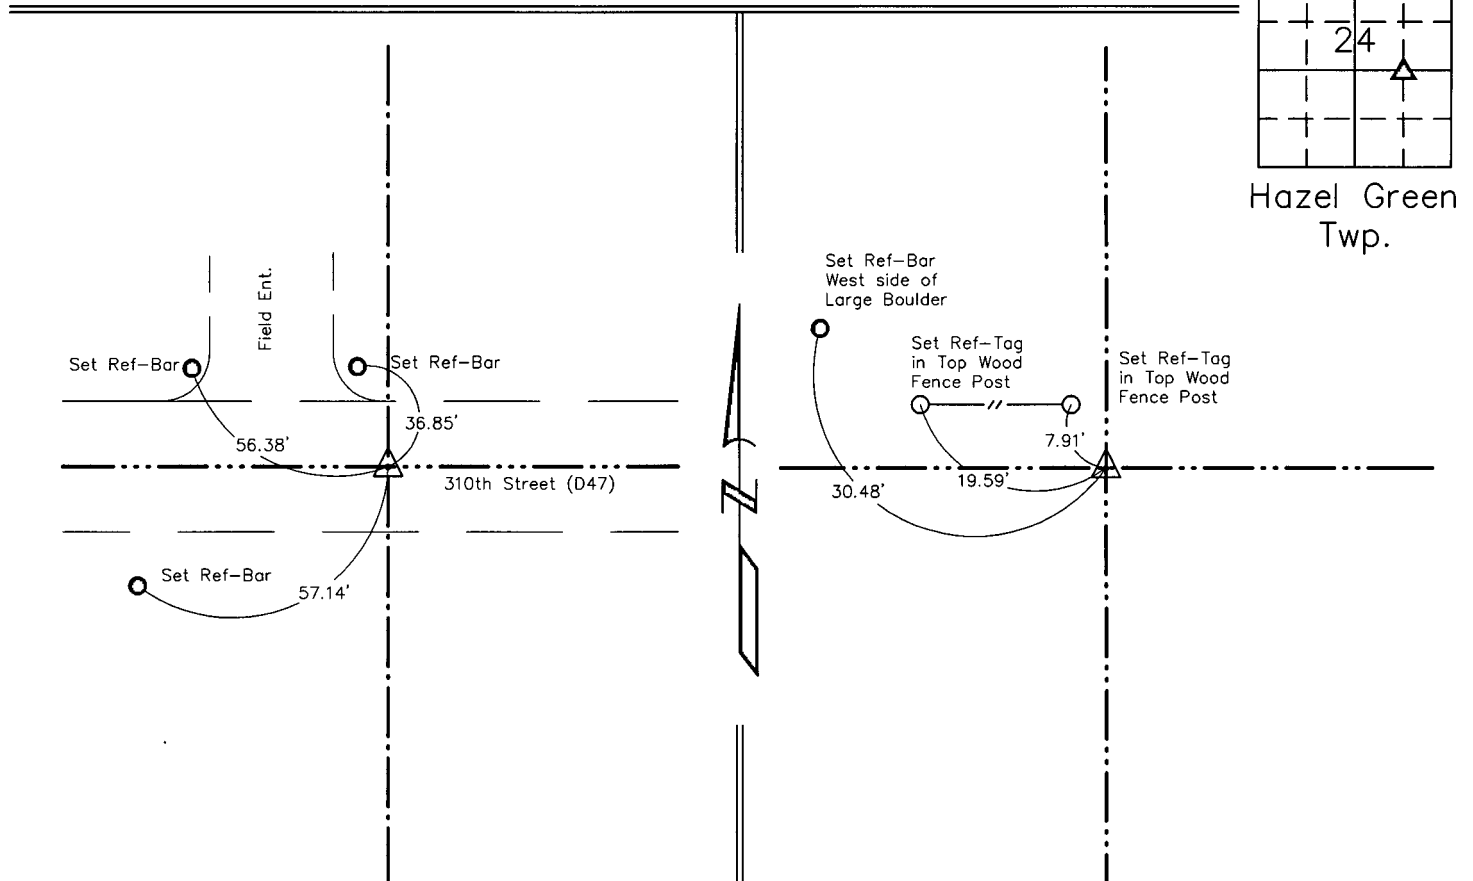 24
Hazel Green
Twp.
Field Ent.
Set Ref-Bar
Set Ref-Bar
36.85'
56.38'
310th Street (D47)
Set Ref-Bar
57.14'
N
Set Ref-Bar
West side of
Large Boulder
Set Ref-Tag
in Top Wood
Fence Post
Set Ref-Tag
in Top Wood
Fence Post
7.91'
19.59'
30.48'